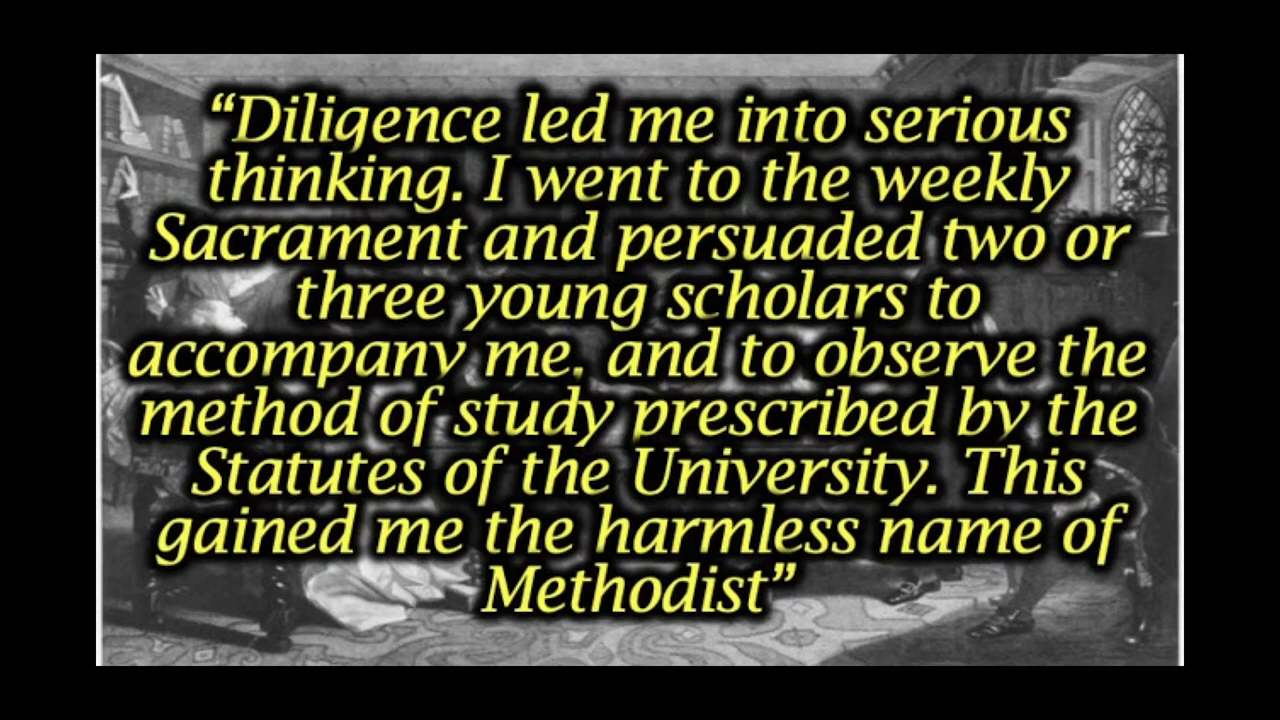 “Diligence led me into serious
thinking. I went to the weekly
Sacrament and persuaded two or
three young scholars to
accompany me, and to observe the
method of study prescribed by the
Statutes of the University. This
gained me the harmless name of
Methodist”